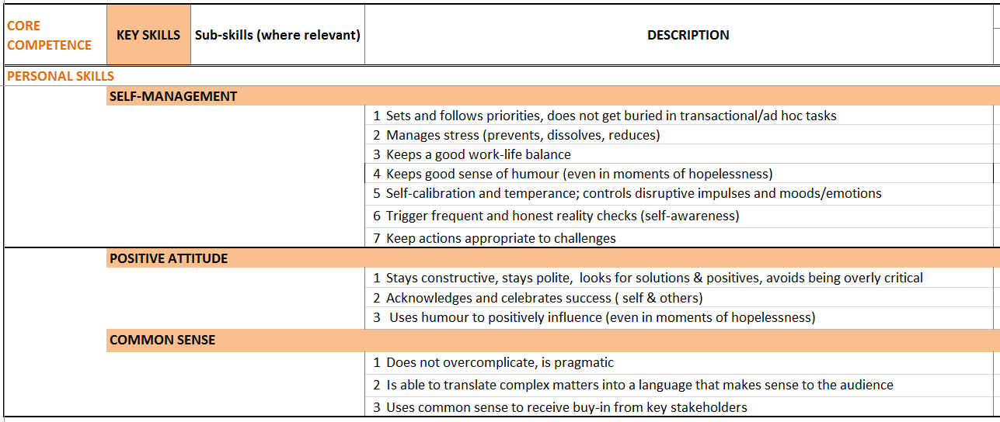 CORE
COMPETENCE
KEY SKILLS
Sub-skills (where relevant)
DESCRIPTION
PERSONAL SKILLS
SELF-MANAGEMENT
1 Sets and follows priorities, does not get buried in transactional/ad hoc tasks
2 Manages stress (prevents, dissolves, reduces)
3 Keeps a good work-life balance
4 Keeps good sense of humour (even in moments of hopelessness)
5 Self-calibration and temperance; controls disruptive impulses and moods/emotions
6 Trigger frequent and honest reality checks (self-awareness)
7 Keep actions appropriate to challenges
POSITIVE ATTITUDE
1 Stays constructive, stays polite,  looks for solutions & positives, avoids being overly critical
2 Acknowledges and celebrates success ( self & others)
3  Uses humour to positively influence (even in moments of hopelessness)
COMMON SENSE
1 Does not overcomplicate, is pragmatic
2 Is able to translate complex matters into a language that makes sense to the audience
3 Uses common sense to receive buy-in from key stakeholders